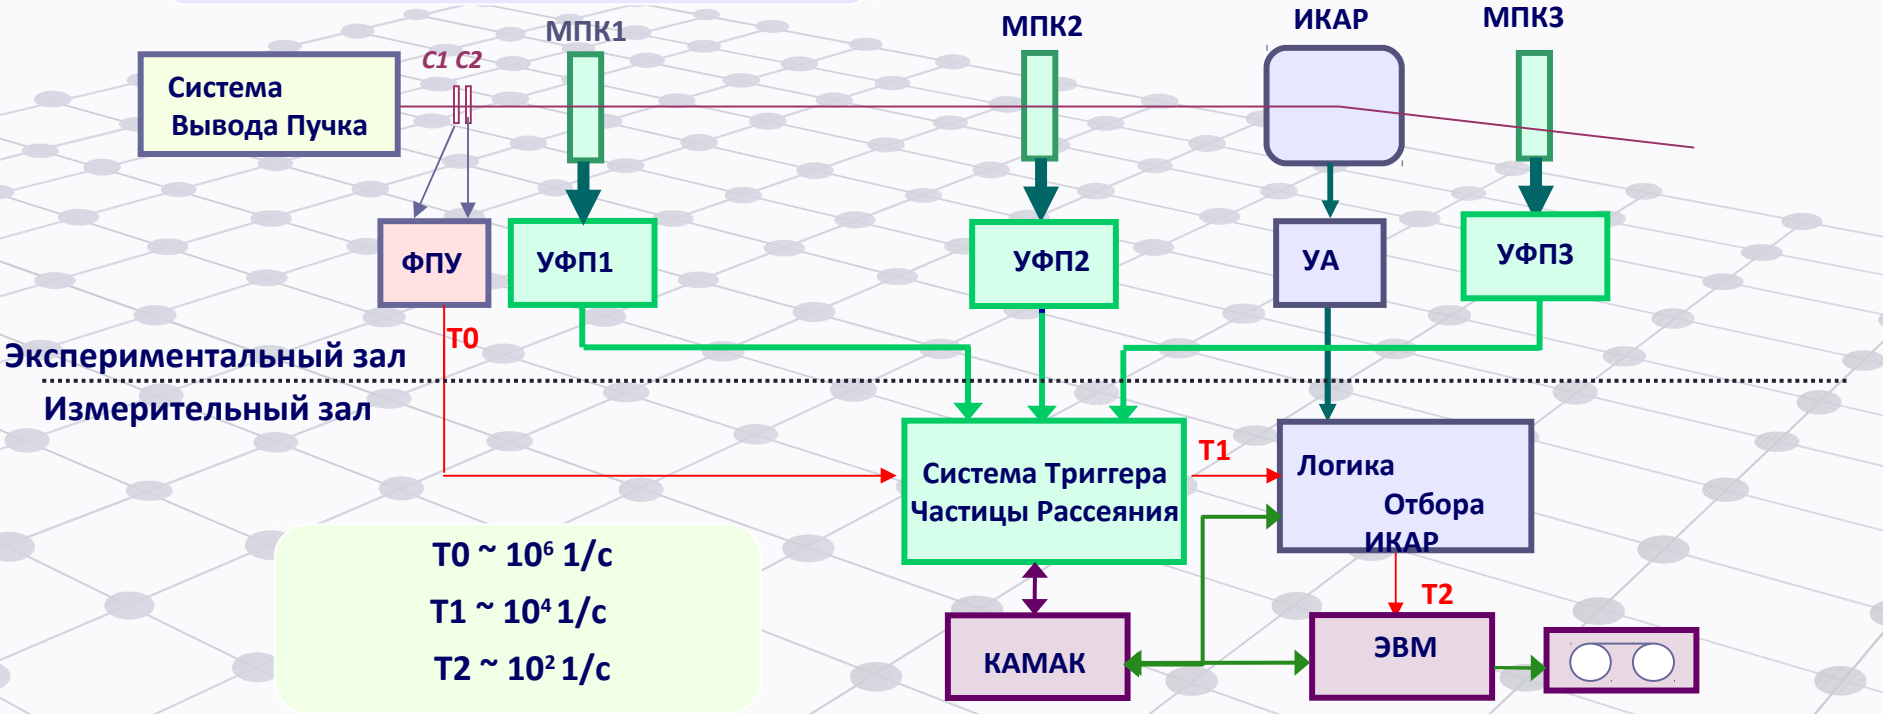 МПК1
МПК2
ИКАР
МПК3
С1 С2
Система
Вывода Пучка
ФПУ
УФП1
УФП2
УА
УФП3
Т0
Экспериментальный зал
Измерительный зал
Система Триггера
Частицы Рассеяния
Т1
Логика
Отбора
ИКАР
Т0 ~ 10⁶ 1/с
Т1 ~ 10⁴ 1/с
Т2 ~ 10² 1/с
Т2
КАМАК
ЭВМ